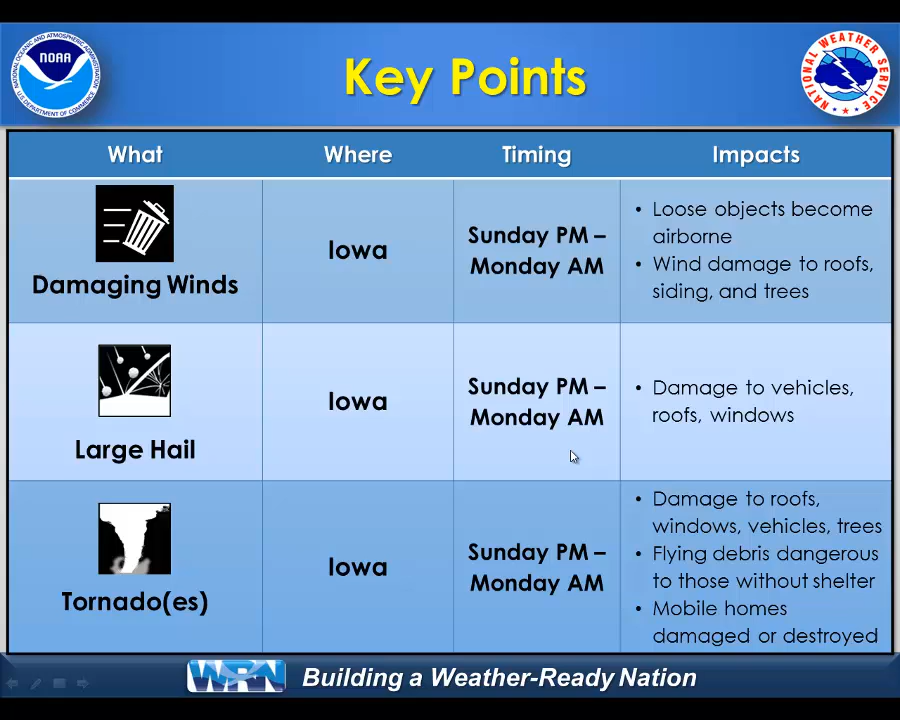 NATIONAL OCEANIC AND ATMOSPHERIC ADMINISTRATION
NOAA
U.S. DEPARTMENT OF COMMERCE
Key Points
NATIONAL WEATHER SERVICE
What Where Timing Impacts
Damaging Winds
Iowa
Sunday PM –
Monday AM
• Loose objects become
airborne
• Wind damage to roofs,
siding, and trees
Large Hail
Iowa
Sunday PM –
Monday AM
• Damage to vehicles,
roofs, windows
Tornado(es)
Iowa
Sunday PM –
Monday AM
• Damage to roofs,
windows, vehicles, trees
• Flying debris dangerous
to those without shelter
• Mobile homes
damaged or destroyed
WRN Building a Weather-Ready Nation